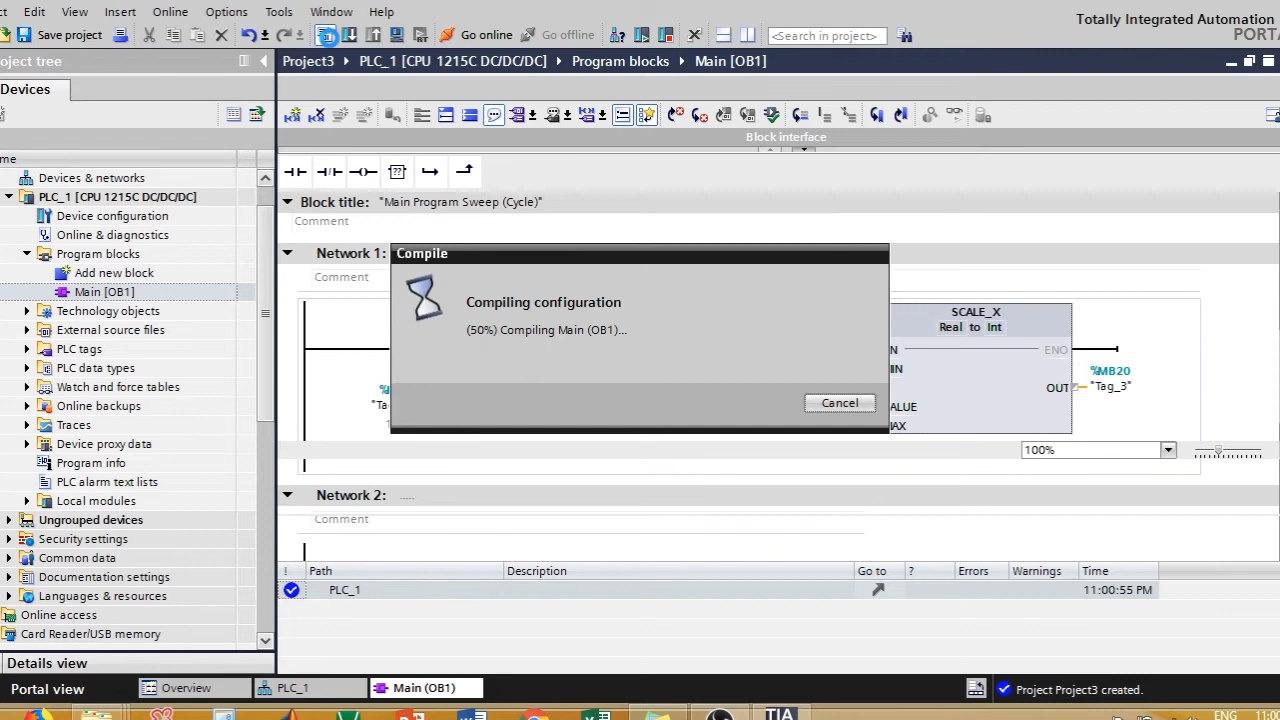 ct Edit View Insert Online Options Tools Window Help
Totally Integrated Automation
PORTA
Save project
Go online
Go offline
<Search in project>
roject tree
Project3 PLC_1 [CPU 1215C DC/DC/DC] Program blocks Main [OB1]
Devices
Block interface
me
Devices & networks
PLC_1 [CPU 1215C DC/DC/DC]
Device configuration
Online & diagnostics
Program blocks
Add new block
Main [OB1]
Technology objects
External source files
PLC tags
PLC data types
Watch and force tables
Online backups
Traces
Device proxy data
Program info
PLC alarm text lists
Local modules
Ungrouped devices
Security settings
Common data
Documentation settings
Languages & resources
Online access
Card Reader/USB memory
Details view
Block title: "Main Program Sweep (Cycle)"
Comment
Network 1:
Comment
Compile
Compiling configuration
(50%) Compiling Main (OB1)...
Cancel
SCALE_X
Real to Int
N ENO
IN
%MB20
OUT "Tag_3"
ALUE
AX
"Ta
100%
Network 2: .....
Comment
! Path Description Go to ? Errors Warnings Time
PLC_1 11:00:55 PM
Portal view Overview PLC_1 Main (OB1)
Project Project3 created.
TIA
ENG
11:00